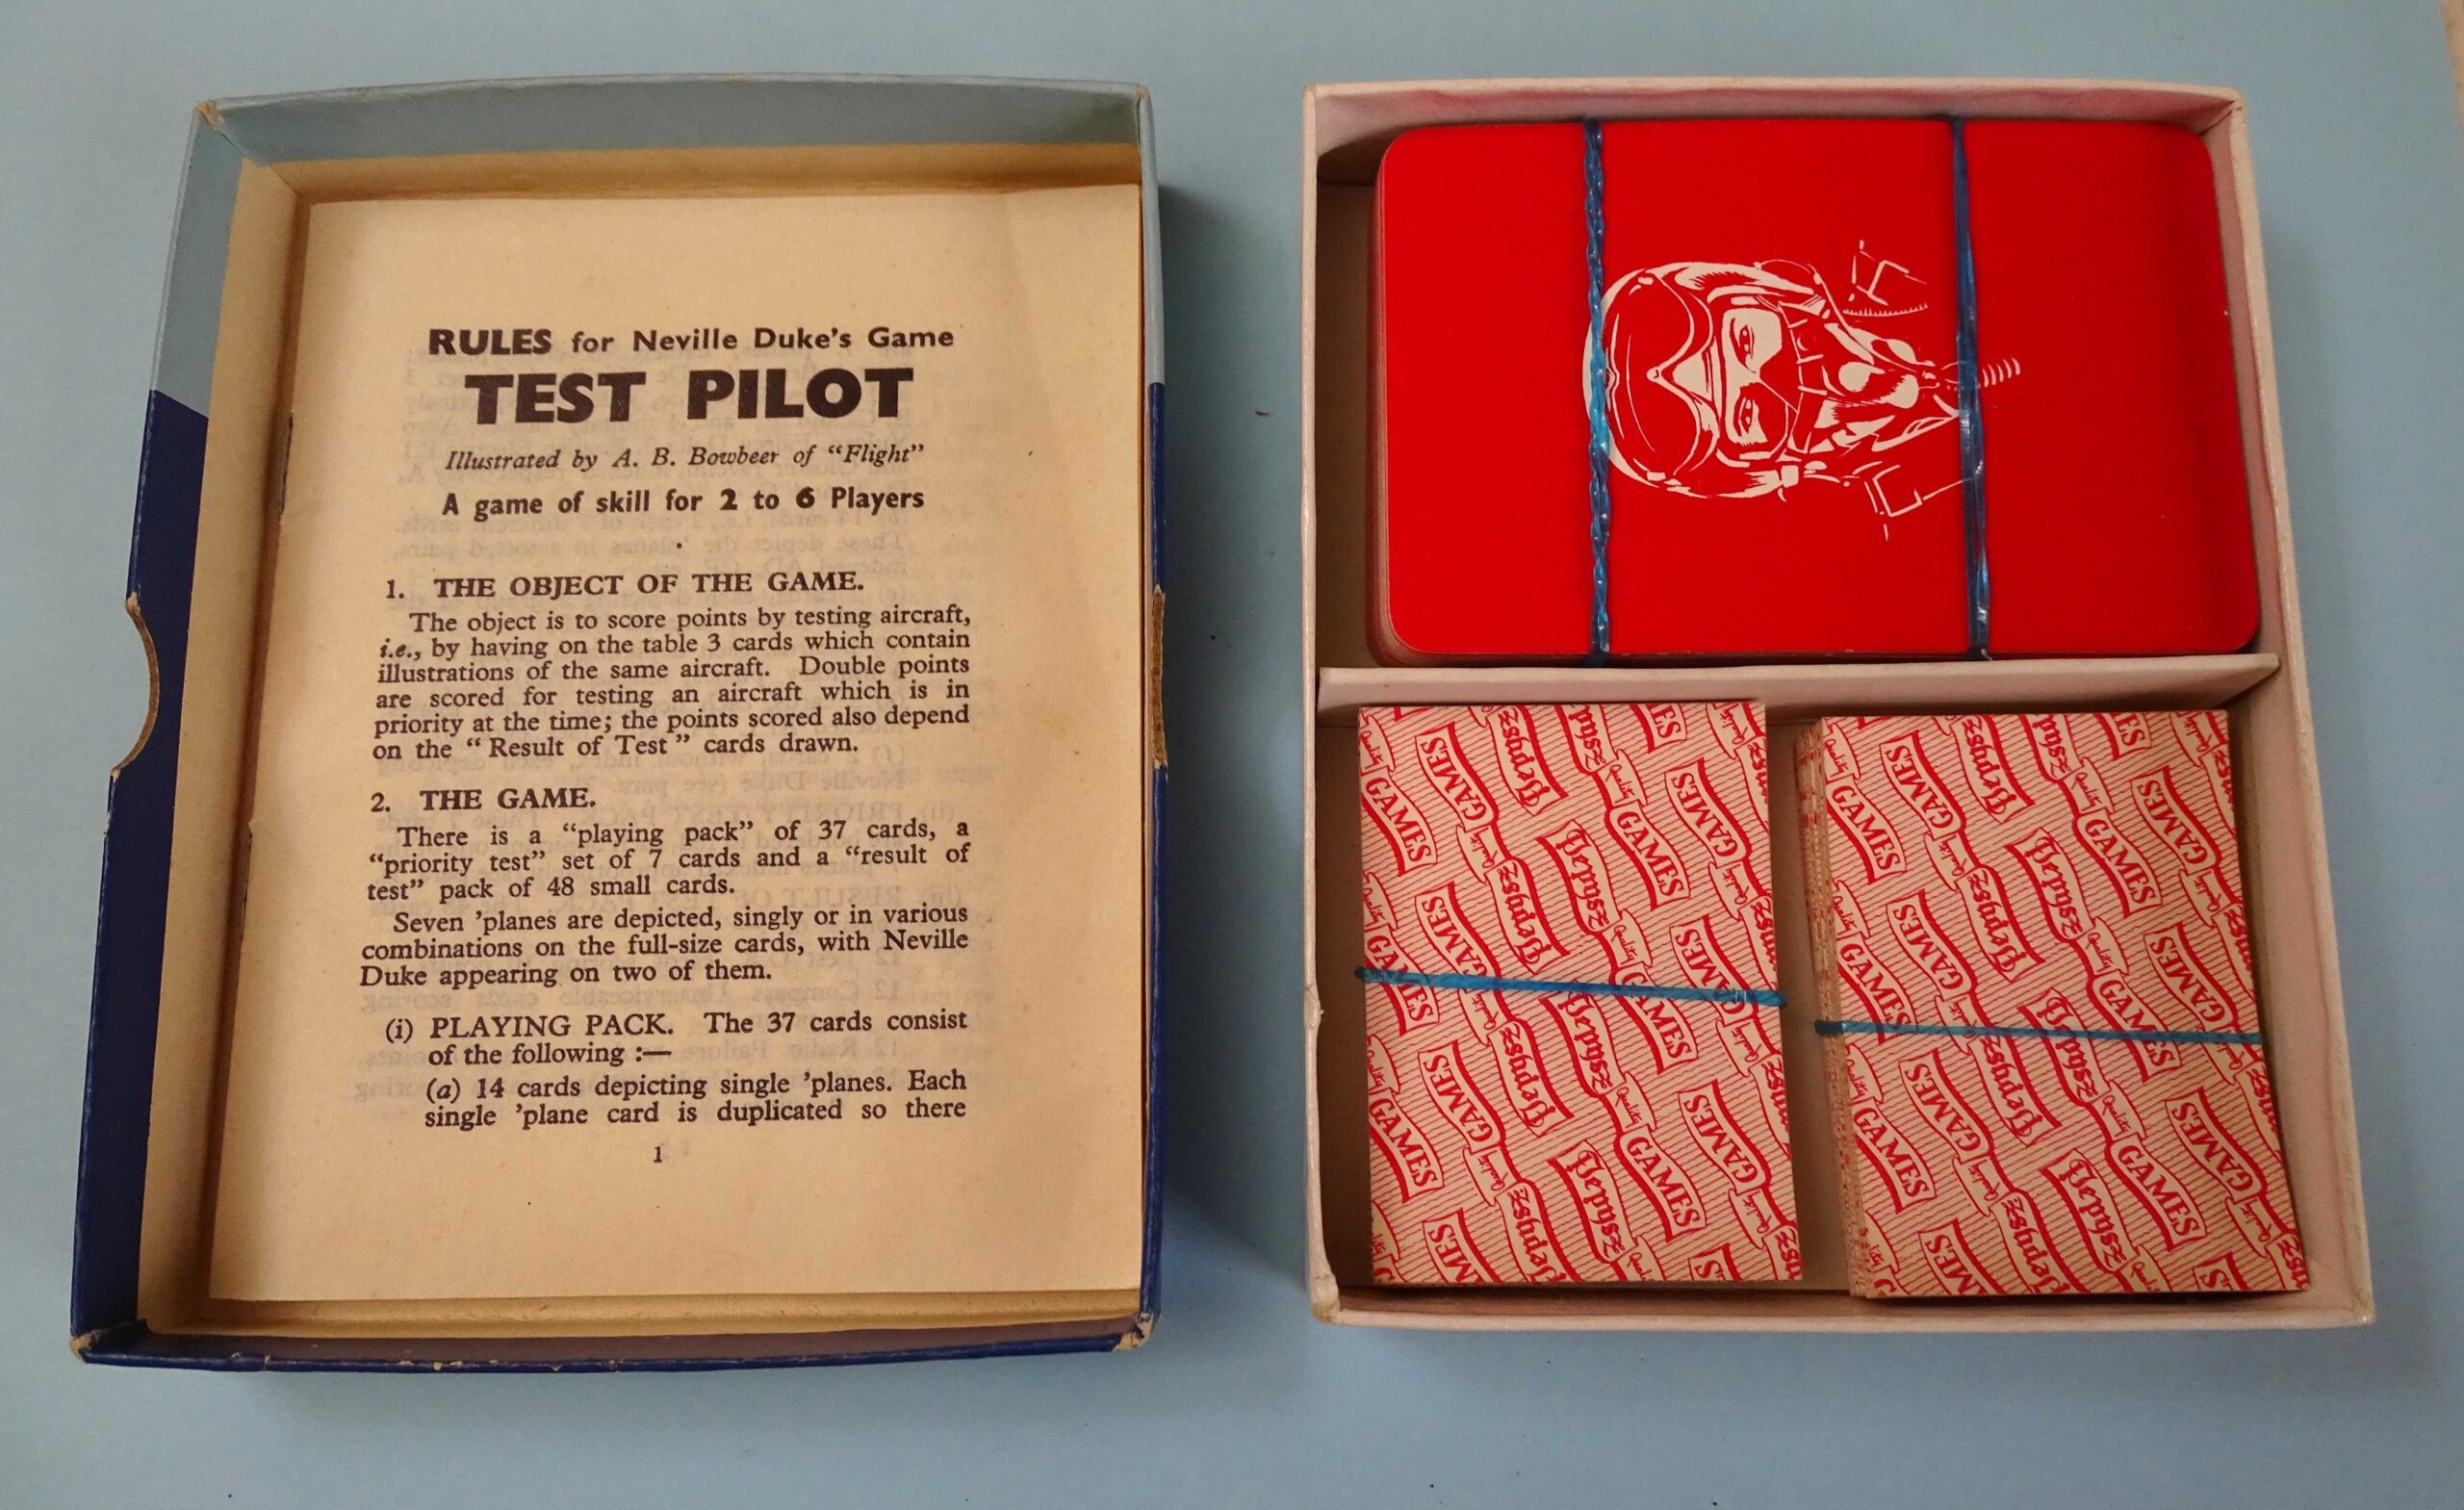 RULES for Neville Duke's Game
TEST PILOT
Illustrated by A. B. Bowbeer of "Flight"
A game of skill for 2 to 6 Players
1. THE OBJECT OF THE GAME.
The object is to score points by testing aircraft,
i.e., by having on the table 3 cards which contain
illustrations of the same aircraft. Double points
are scored for testing an aircraft which is in
priority at the time; the points scored also depend
on the "Result of Test" cards drawn.
2. THE GAME.
There is a "playing pack" of 37 cards, a
"priority test" set of 7 cards and a "result of
test" pack of 48 small cards.
Seven 'planes are depicted, singly or in various
combinations on the full-size cards, with Neville
Duke appearing on two of them.
(i) PLAYING PACK. The 37 cards consist
of the following :—
(a) 14 cards depicting single 'planes. Each
single 'plane card is duplicated so there
1
Pepysz
Quality
GAMES
Pepysz
Quality
GAMES